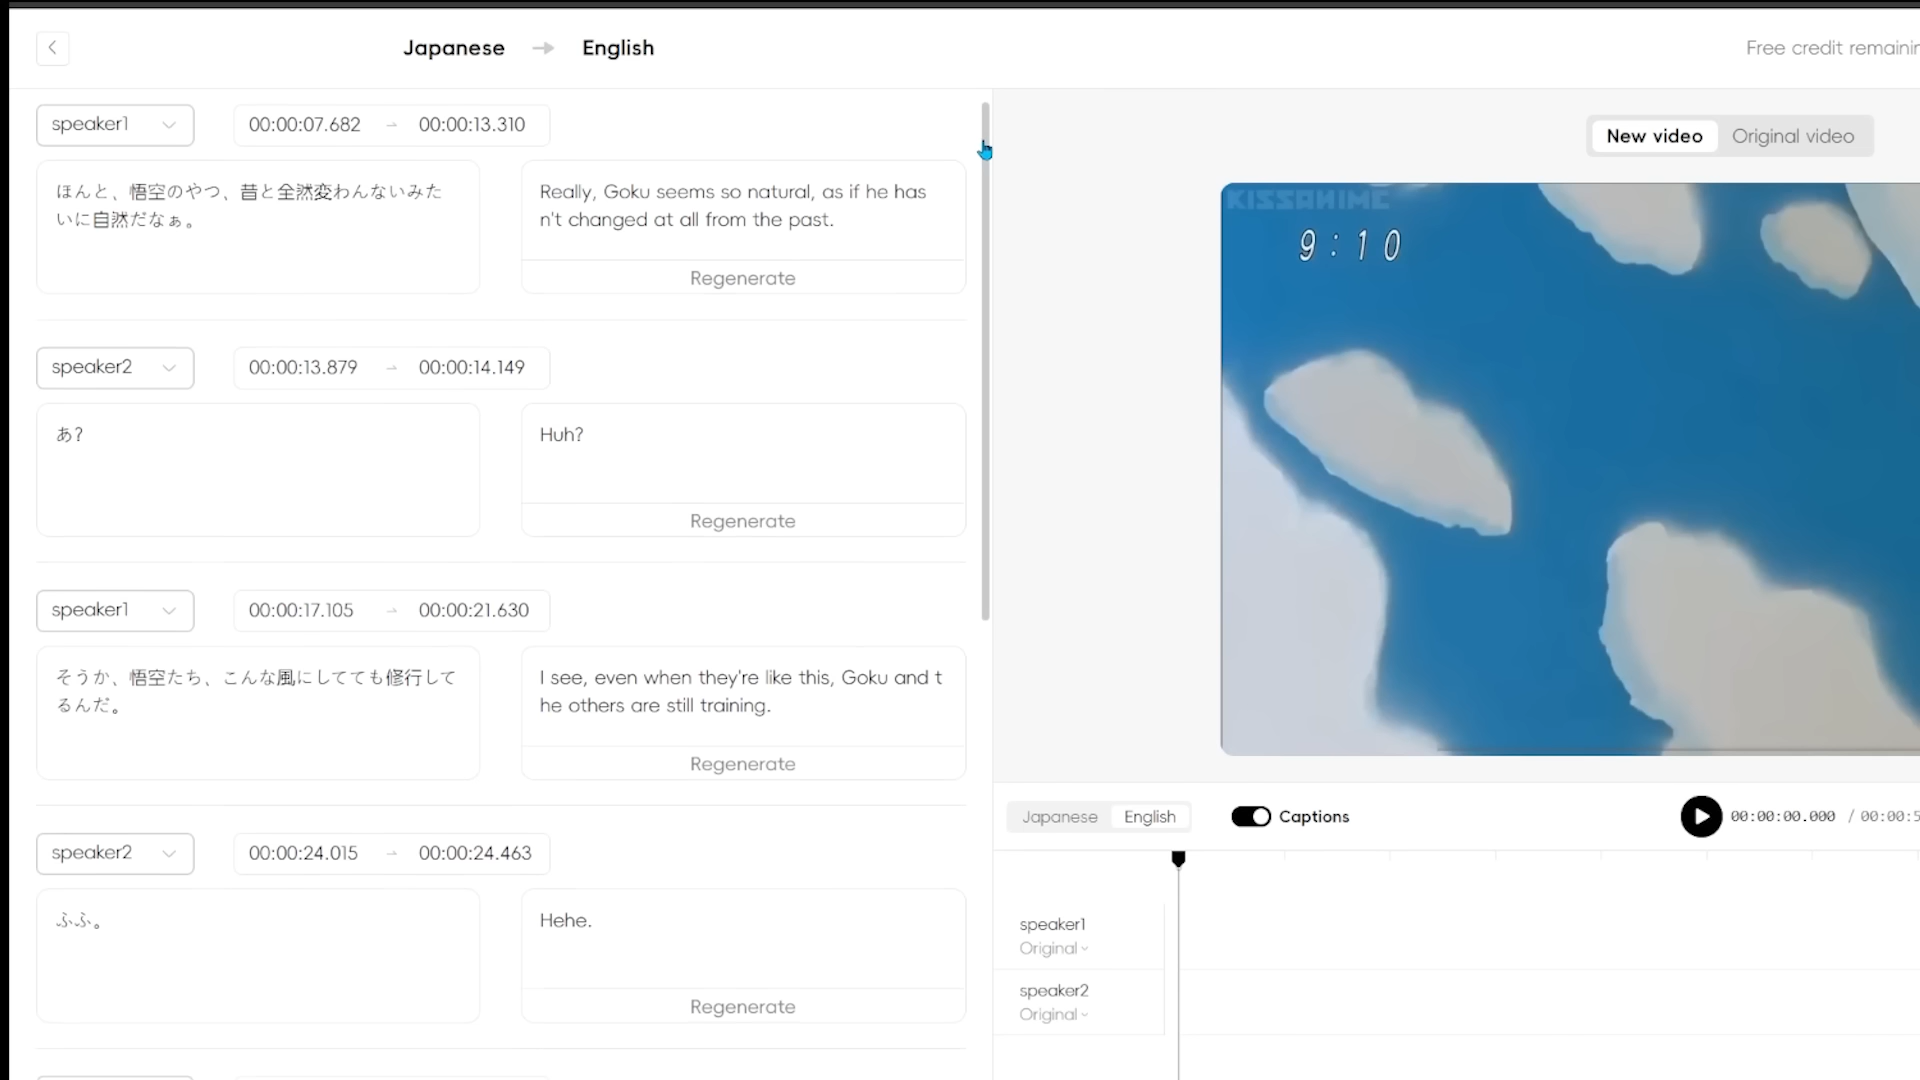 Japanese → English
Free credit remainin
speaker1
00:00:07.682 → 00:00:13.310
ほんと、悟空のやつ、昔と全然変わんないみた
いに自然だなぁ。
Really, Goku seems so natural, as if he has
n't changed at all from the past.
Regenerate
speaker2
00:00:13.879 → 00:00:14.149
あ?
Huh?
Regenerate
speaker1
00:00:17.105 → 00:00:21.630
そうか、悟空たち、こんな風にしてても修行して
るんだ。
I see, even when they're like this, Goku and t
he others are still training.
Regenerate
speaker2
00:00:24.015 → 00:00:24.463
ふふ。
Hehe.
Regenerate
New video
Original video
KISSANIME
9:10
Japanese
English
Captions
00:00:00.000 / 00:00:5
speaker1
Original
speaker2
Original